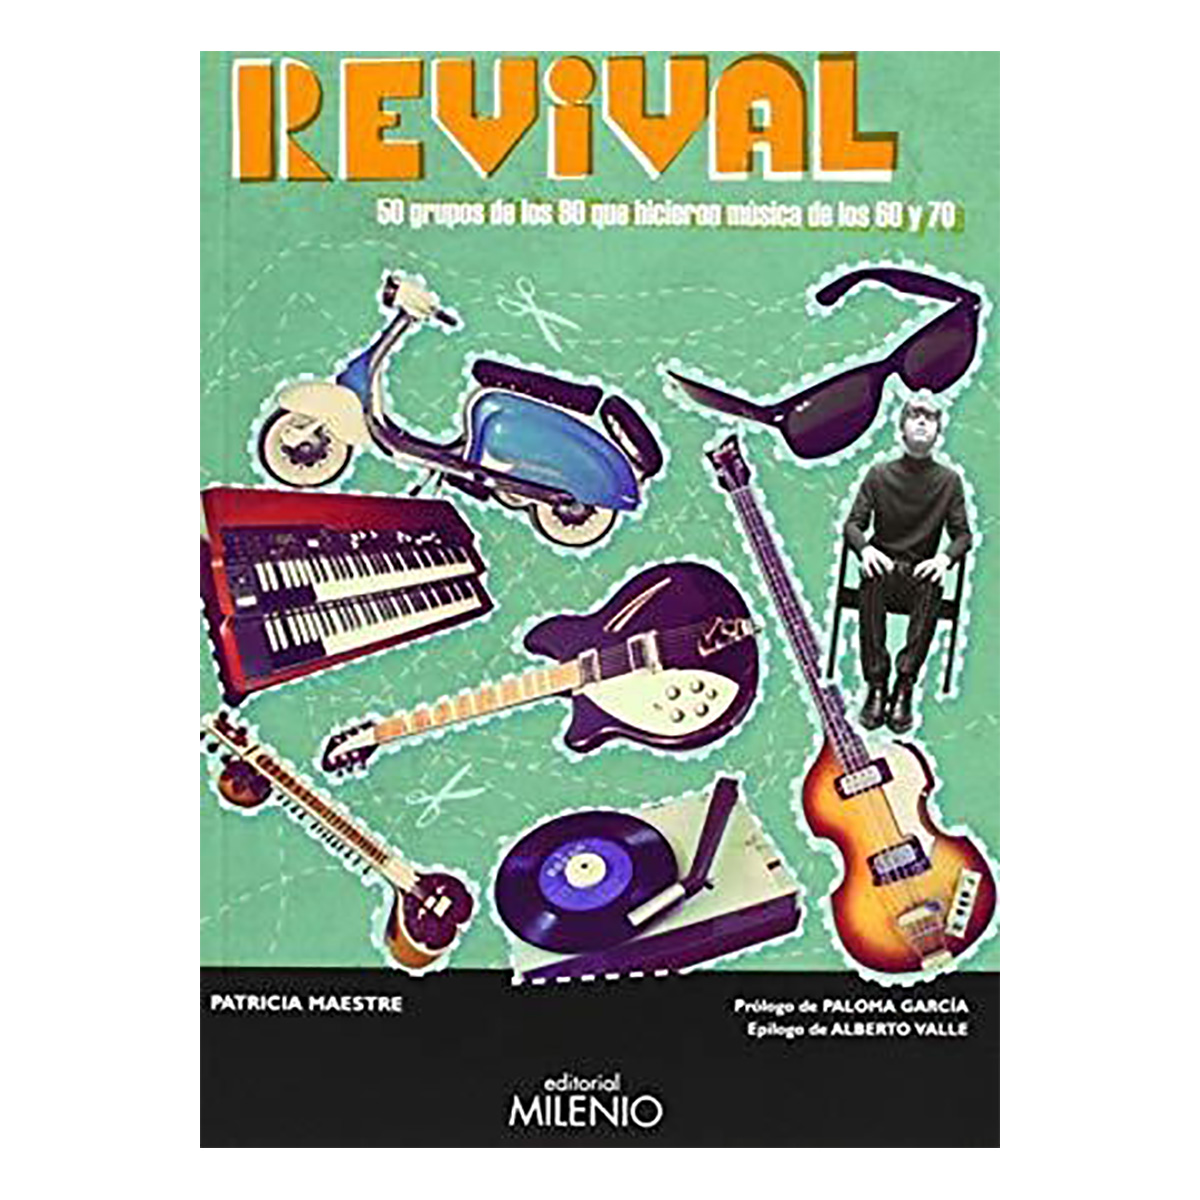 REViVAL
50 grupos de los 80 que hicieron música de los 60 y 70
PATRICIA MAESTRE
Prólogo de PALOMA GARCÍA
Epílogo de ALBERTO VALLE
editorial
MILENIO